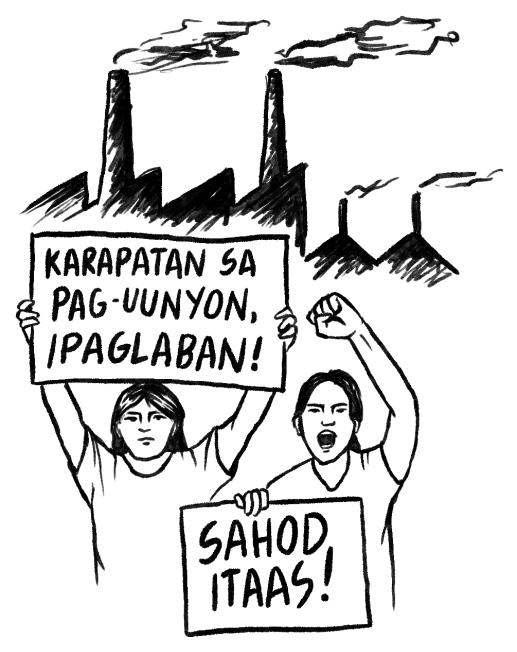 KARAPATAN SA
PAG-UUNYON,
IPAGLABAN!
SAHOD,
ITAAS!